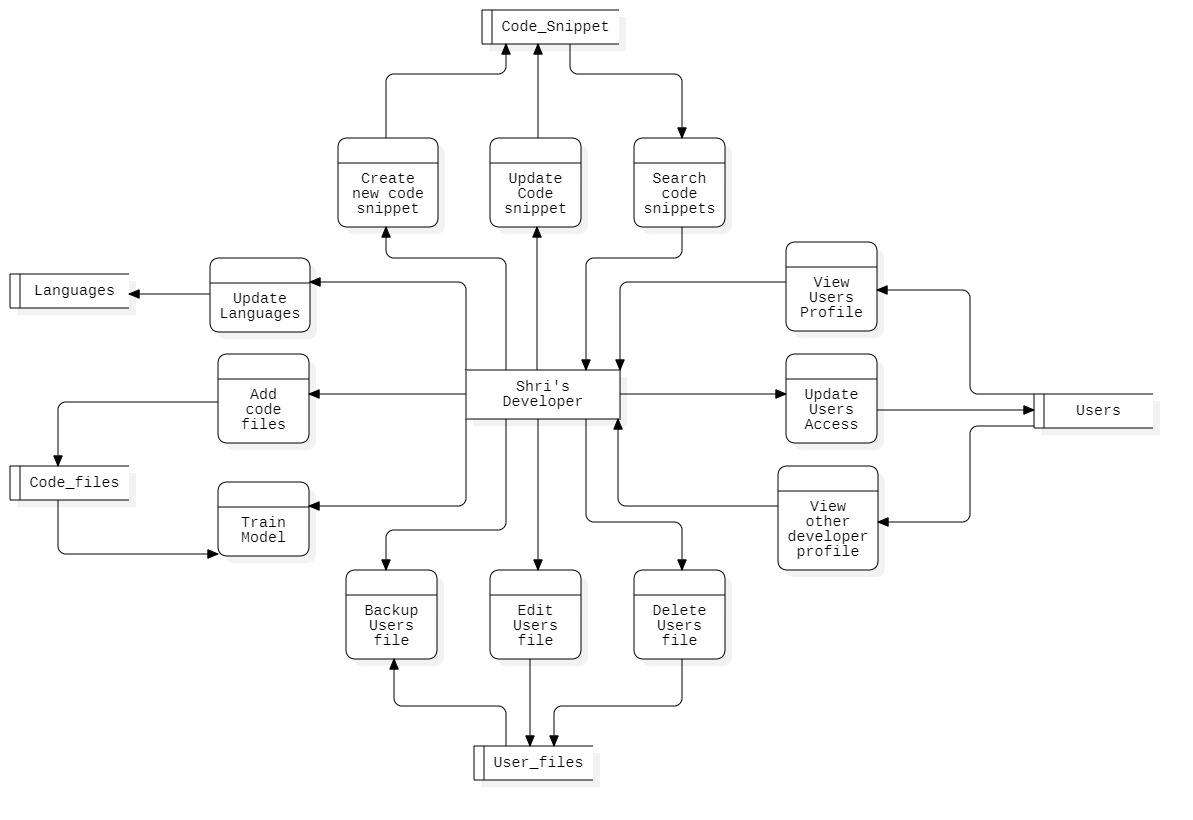 Code_Snippet
Create
new code
snippet
Update
Code
snippet
Search
code
snippets
Languages
Update
Languages
View
Users
Profile
Add
code
files
Shri's
Developer
Update
Users
Access
Users
Code_files
Train
Model
View
other
developer
profile
Backup
Users
file
Edit
Users
file
Delete
Users
file
User_files